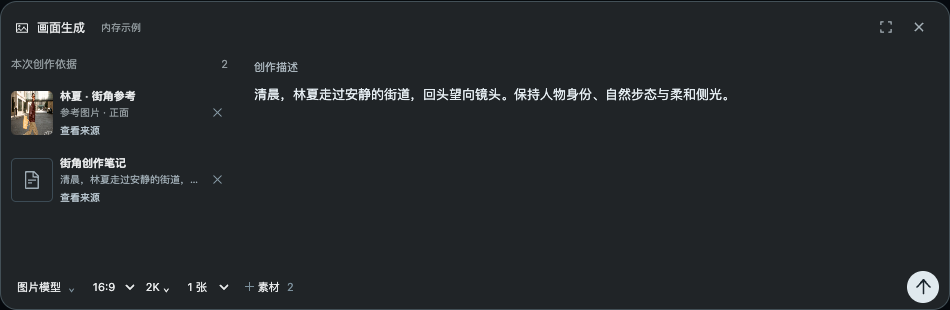 画面生成 内存示例
本次创作依据 2
林夏 · 街角参考
参考图片 · 正面
查看来源
街角创作笔记
清晨，林夏走过安静的街道，...
查看来源
创作描述
清晨，林夏走过安静的街道，回头望向镜头。保持人物身份、自然步态与柔和侧光。
图片模型 16:9 2K 1 张 素材 2